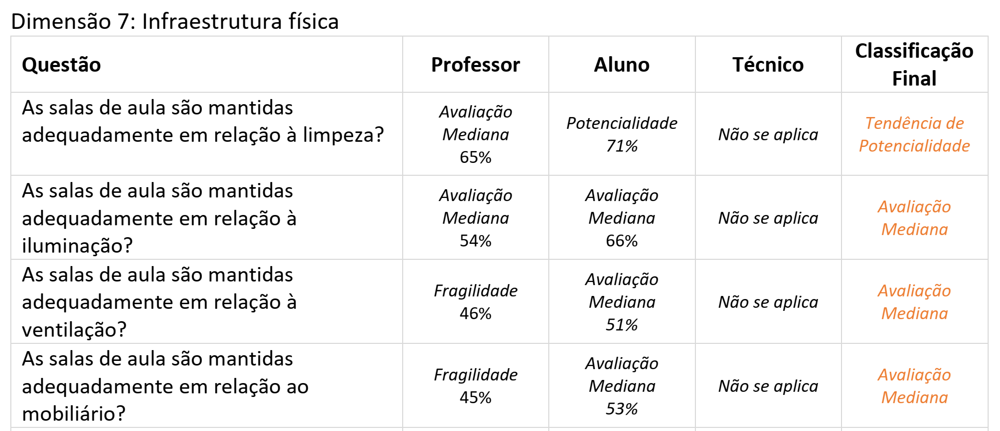 Dimensão 7: Infraestrutura física
Questão
Professor
Aluno
Técnico
Classificação
Final
As salas de aula são mantidas
adequadamente em relação à limpeza?
Avaliação
Mediana
65%
Potencialidade
71%
Não se aplica
Tendência de
Potencialidade
As salas de aula são mantidas
adequadamente em relação à
iluminação?
Avaliação
Mediana
54%
Avaliação
Mediana
66%
Não se aplica
Avaliação
Mediana
As salas de aula são mantidas
adequadamente em relação à
ventilação?
Fragilidade
46%
Avaliação
Mediana
51%
Não se aplica
Avaliação
Mediana
As salas de aula são mantidas
adequadamente em relação ao
mobiliário?
Fragilidade
45%
Avaliação
Mediana
53%
Não se aplica
Avaliação
Mediana